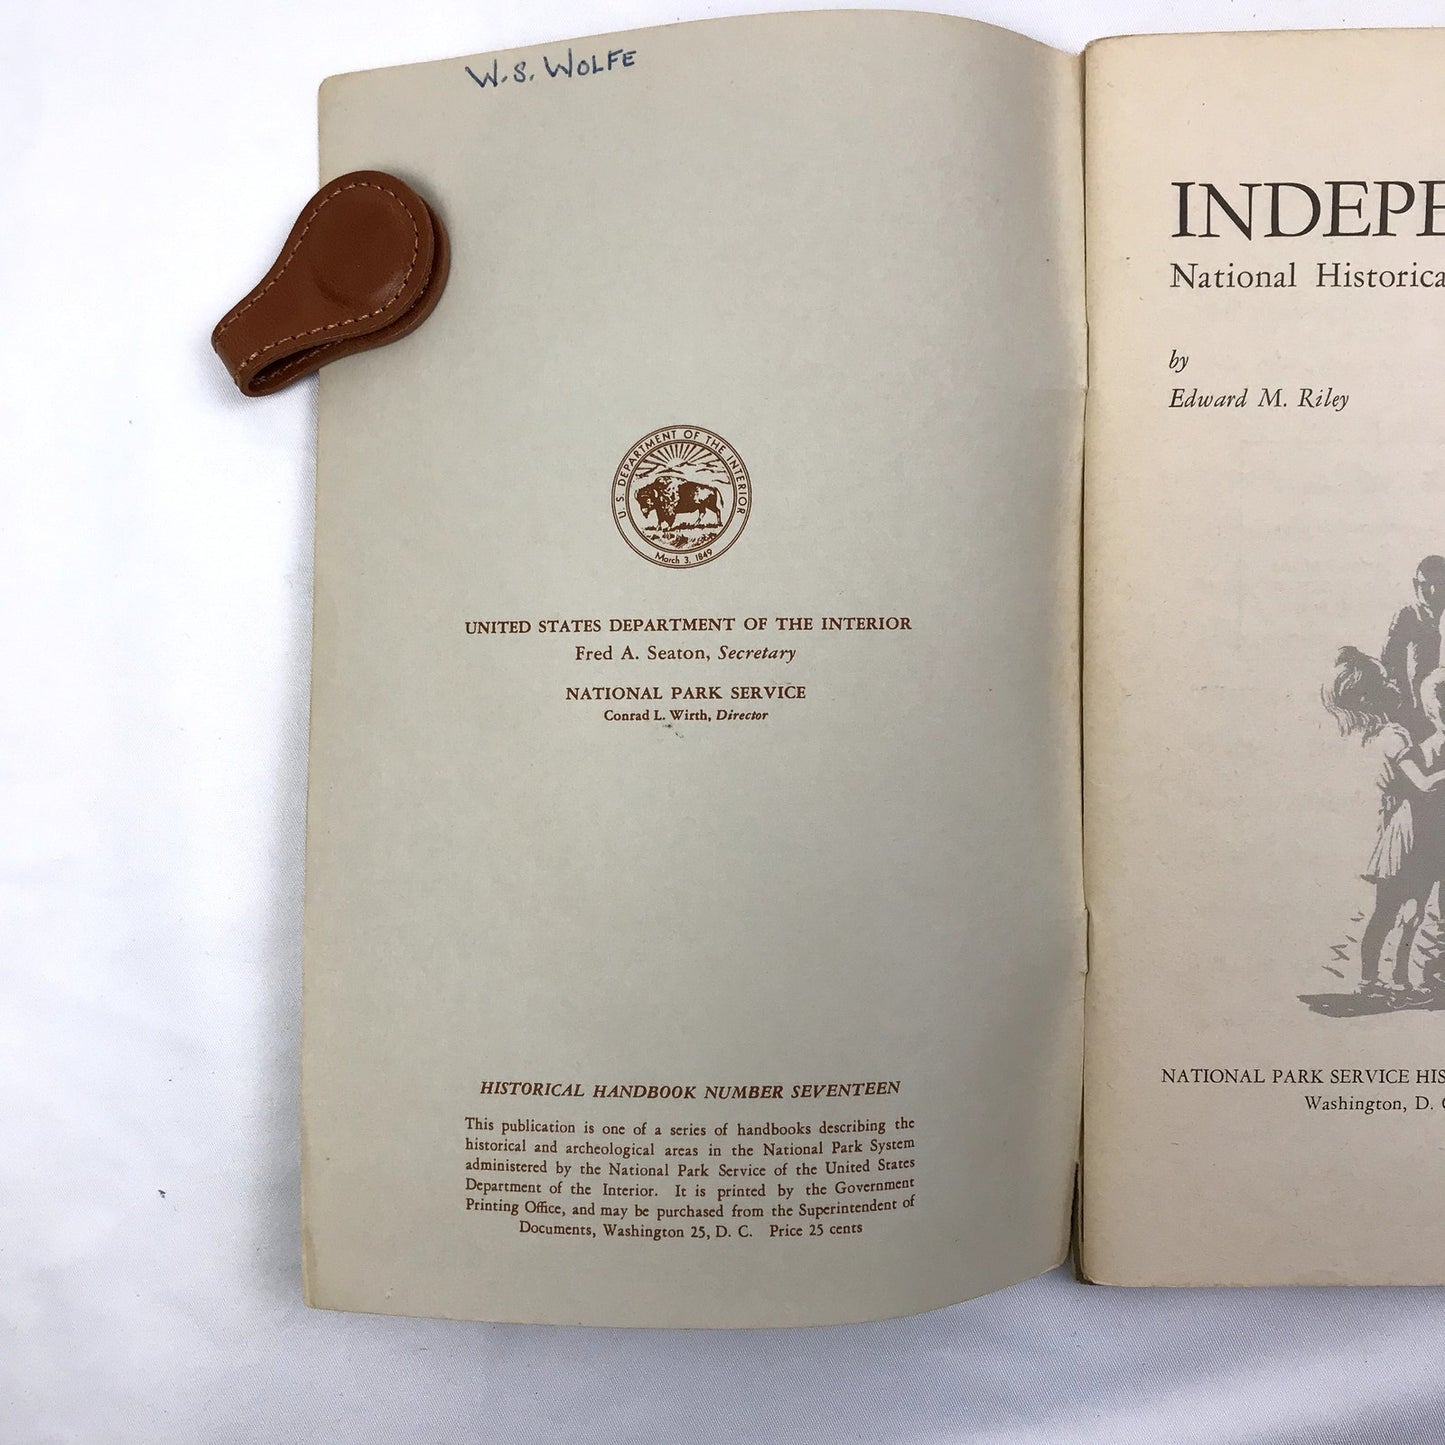 W. S. WOLFE
U. S. DEPARTMENT OF THE INTERIOR
March 3, 1849
UNITED STATES DEPARTMENT OF THE INTERIOR
Fred A. Seaton, Secretary
NATIONAL PARK SERVICE
Conrad L. Wirth, Director
HISTORICAL HANDBOOK NUMBER SEVENTEEN
This publication is one of a series of handbooks describing the
historical and archeological areas in the National Park System
administered by the National Park Service of the United States
Department of the Interior. It is printed by the Government
Printing Office, and may be purchased from the Superintendent of
Documents, Washington 25, D. C. Price 25 cents
INDEPE
National Historica
by
Edward M. Riley
NATIONAL PARK SERVICE HIS
Washington, D.